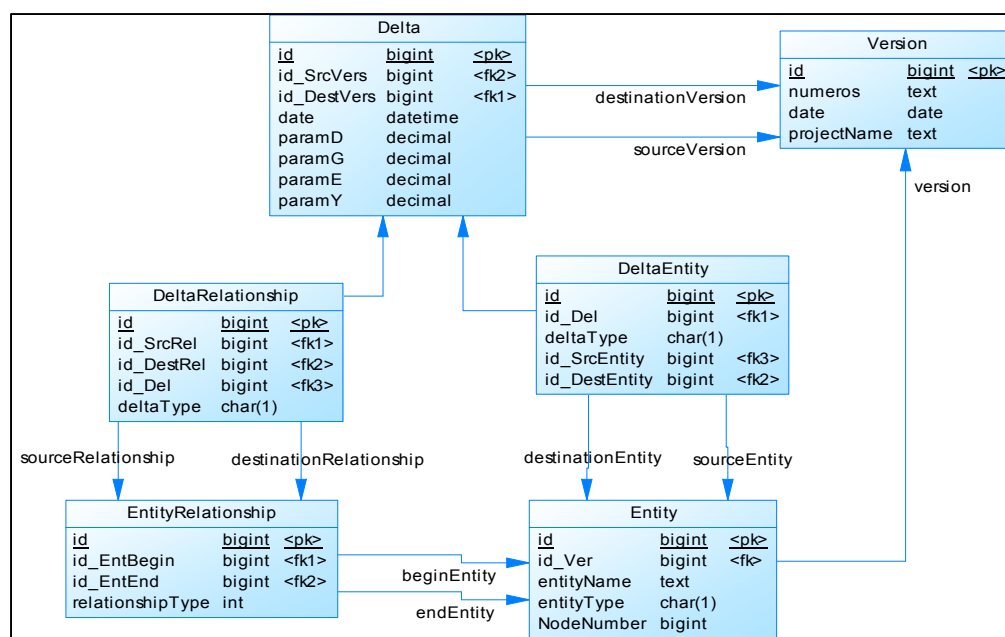 Delta
id bigint <pk>
id_SrcVers bigint <fk2>
id_DestVers bigint <fk1>
date datetime
paramD decimal
paramG decimal
paramE decimal
paramY decimal
Version
id bigint <pk>
numeros text
date date
projectName text
destinationVersion
sourceVersion
version
DeltaRelationship
id bigint <pk>
id_SrcRel bigint <fk1>
id_DestRel bigint <fk2>
id_Del bigint <fk3>
deltaType char(1)
DeltaEntity
id bigint <pk>
id_Del bigint <fk1>
deltaType char(1)
id_SrcEntity bigint <fk3>
id_DestEntity bigint <fk2>
sourceRelationship
destinationRelationship
destinationEntity
sourceEntity
EntityRelationship
id bigint <pk>
id_EntBegin bigint <fk1>
id_EntEnd bigint <fk2>
relationshipType int
beginEntity
endEntity
Entity
id bigint <pk>
id_Ver bigint <fk>
entityName text
entityType char(1)
NodeNumber bigint